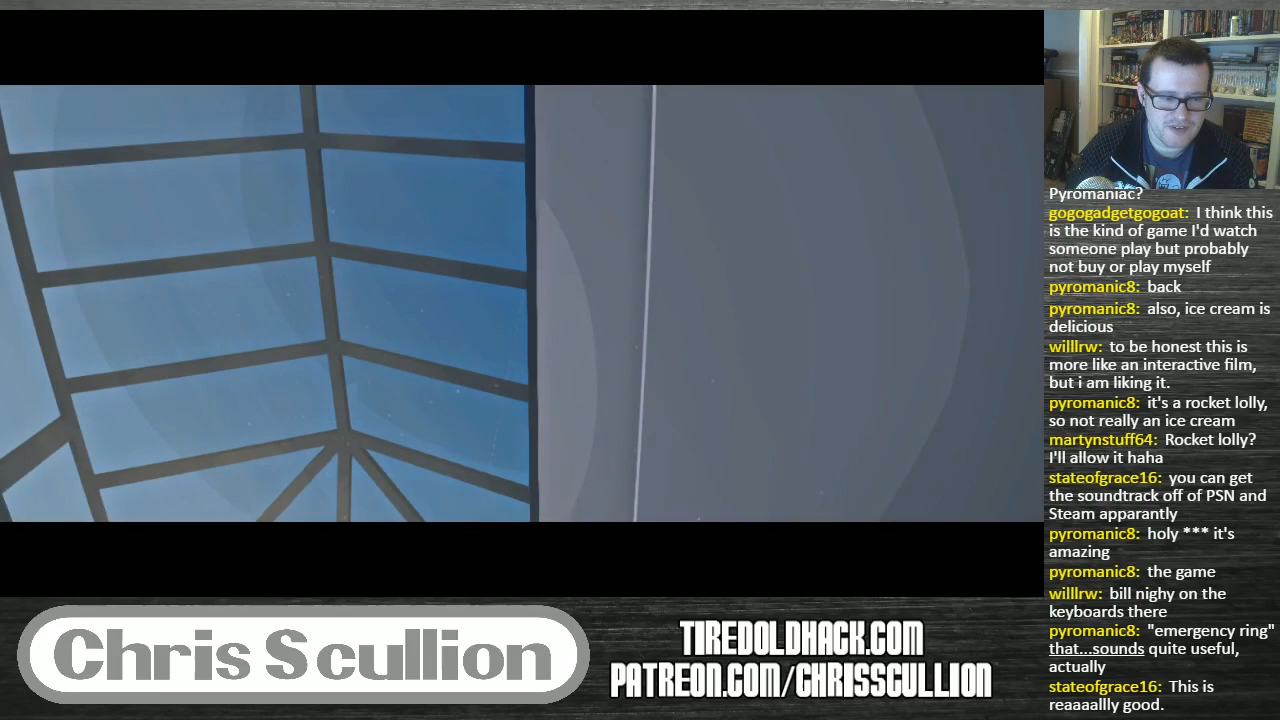 Pyromaniac?
gogogadgetgogoat: I think this
is the kind of game I'd watch
someone play but probably
not buy or play myself
pyromanic8: back
pyromanic8: also, ice cream is
delicious
willlrw: to be honest this is
more like an interactive film,
but i am liking it.
pyromanic8: it's a rocket lolly,
so not really an ice cream
martynstuff64: Rocket lolly?
I'll allow it haha
stateofgrace16: you can get
the soundtrack off of PSN and
Steam apparantly
pyromanic8: holy *** it's
amazing
pyromanic8: the game
willlrw: bill nighy on the
keyboards there
pyromanic8: "emergency ring"
that...sounds quite useful,
actually
stateofgrace16: This is
reaaaallly good.
Chris Scullion
TIREDOLDHACK.COM
PATREON.COM/CHRISSCULLION